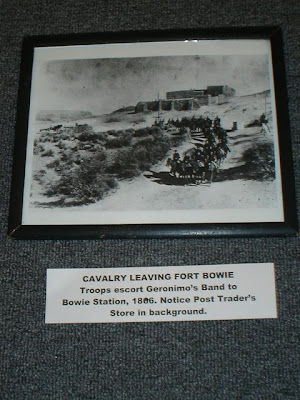 CAVALRY LEAVING FORT BOWIE
Troops escort Geronimo's Band to
Bowie Station, 1886. Notice Post Trader's
Store in background.